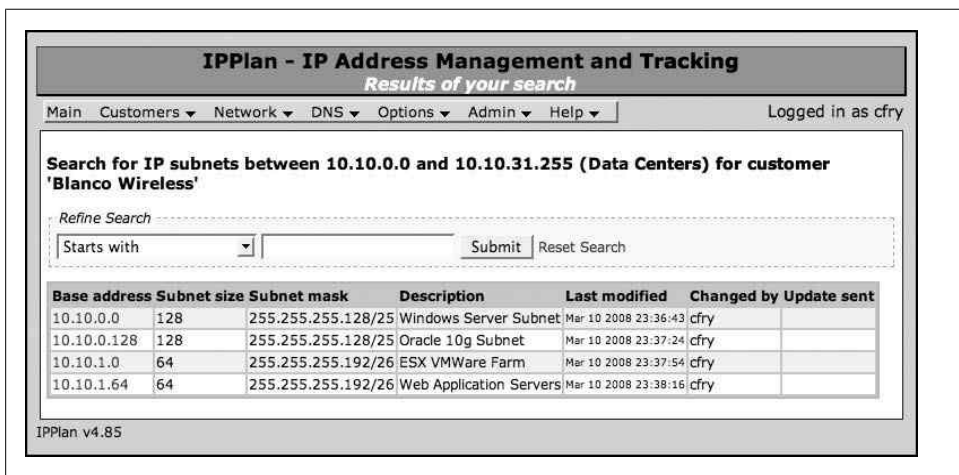 IPPlan - IP Address Management and Tracking
Results of your search
Main Customers Network DNS Options Admin Help Logged in as cfry
Search for IP subnets between 10.10.0.0 and 10.10.31.255 (Data Centers) for customer
'Blanco Wireless'
Refine Search
Starts with Submit Reset Search
Base address Subnet size Subnet mask Description Last modified Changed by Update sent
10.10.0.0 128 255.255.255.128/25 Windows Server Subnet Mar 10 2008 23:36:43 cfry
10.10.0.128 128 255.255.255.128/25 Oracle 10g Subnet Mar 10 2008 23:37:24 cfry
10.10.1.0 64 255.255.255.192/26 ESX VMWare Farm Mar 10 2008 23:37:54 cfry
10.10.1.64 64 255.255.255.192/26 Web Application Servers Mar 10 2008 23:38:16 cfry
IPPlan v4.85